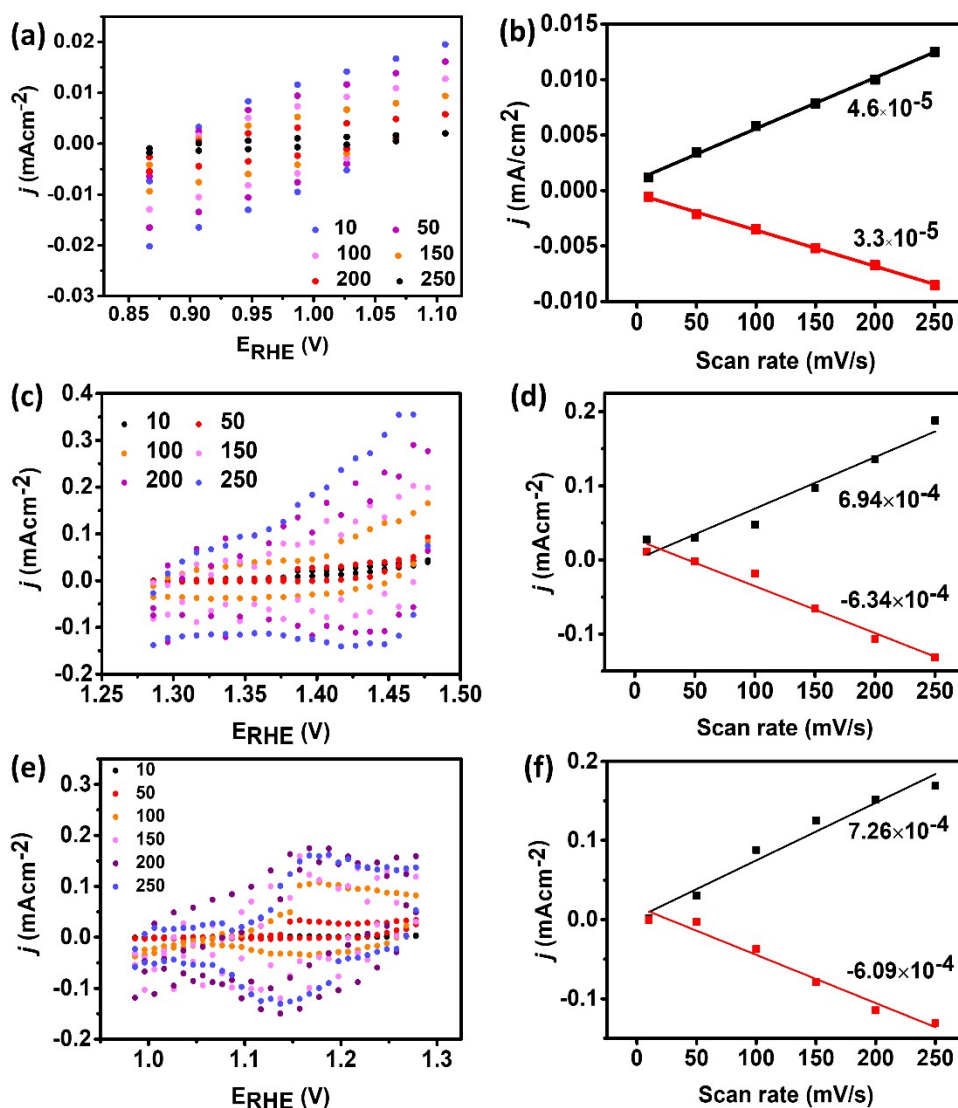 (a)
0.02
0.01
0.00
-0.01
-0.02
-0.03
j (mAcm-2)
10 50
100 150
200 250
0.85 0.90 0.95 1.00 1.05 1.10
ERHE (V)
(b)
0.015
0.010
0.005
0.000
-0.005
-0.010
j (mA/cm2)
4.6×10-5
3.3×10-5
0 50 100 150 200 250
Scan rate (mV/s)
(c)
0.4
0.3
0.2
0.1
0.0
-0.1
-0.2
j (mAcm-2)
10 50
100 150
200 250
1.25 1.30 1.35 1.40 1.45 1.50
ERHE (V)
(d)
0.2
0.1
0.0
-0.1
j (mAcm-2)
6.94×10-4
-6.34×10-4
0 50 100 150 200 250
Scan rate (mV/s)
(e)
0.3
0.2
0.1
0.0
-0.1
-0.2
j (mAcm-2)
10
50
100
150
200
250
1.0 1.1 1.2 1.3
ERHE (V)
(f)
0.2
0.1
0.0
-0.1
j (mAcm-2)
7.26×10-4
-6.09×10-4
0 50 100 150 200 250
Scan rate (mV/s)